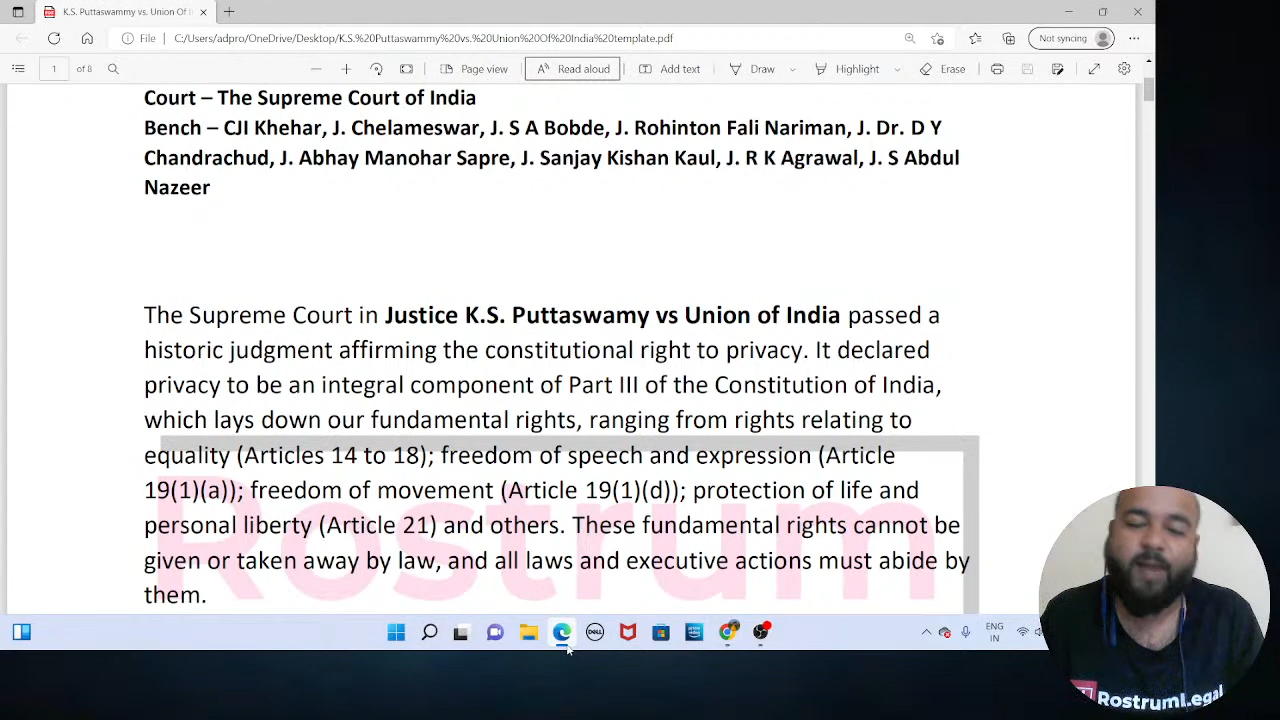 K.S. Puttaswammy vs. Union Of I
File
C:/Users/adpro/OneDrive/Desktop/K.S.%20Puttaswammy%20vs.%20Union%20Of%20India%20template.pdf
Not syncing
1 of 8
Page view
Read aloud
Add text
Draw
Highlight
Erase
Court – The Supreme Court of India
Bench – CJI Khehar, J. Chelameswar, J. S A Bobde, J. Rohinton Fali Nariman, J. Dr. D Y
Chandrachud, J. Abhay Manohar Sapre, J. Sanjay Kishan Kaul, J. R K Agrawal, J. S Abdul
Nazeer
The Supreme Court in Justice K.S. Puttaswamy vs Union of India passed a
historic judgment affirming the constitutional right to privacy. It declared
privacy to be an integral component of Part III of the Constitution of India,
which lays down our fundamental rights, ranging from rights relating to
equality (Articles 14 to 18); freedom of speech and expression (Article
19(1)(a)); freedom of movement (Article 19(1)(d)); protection of life and
personal liberty (Article 21) and others. These fundamental rights cannot be
given or taken away by law, and all laws and executive actions must abide by
them.
Rostrum
DELL
ENG
IN
RostrumLegal